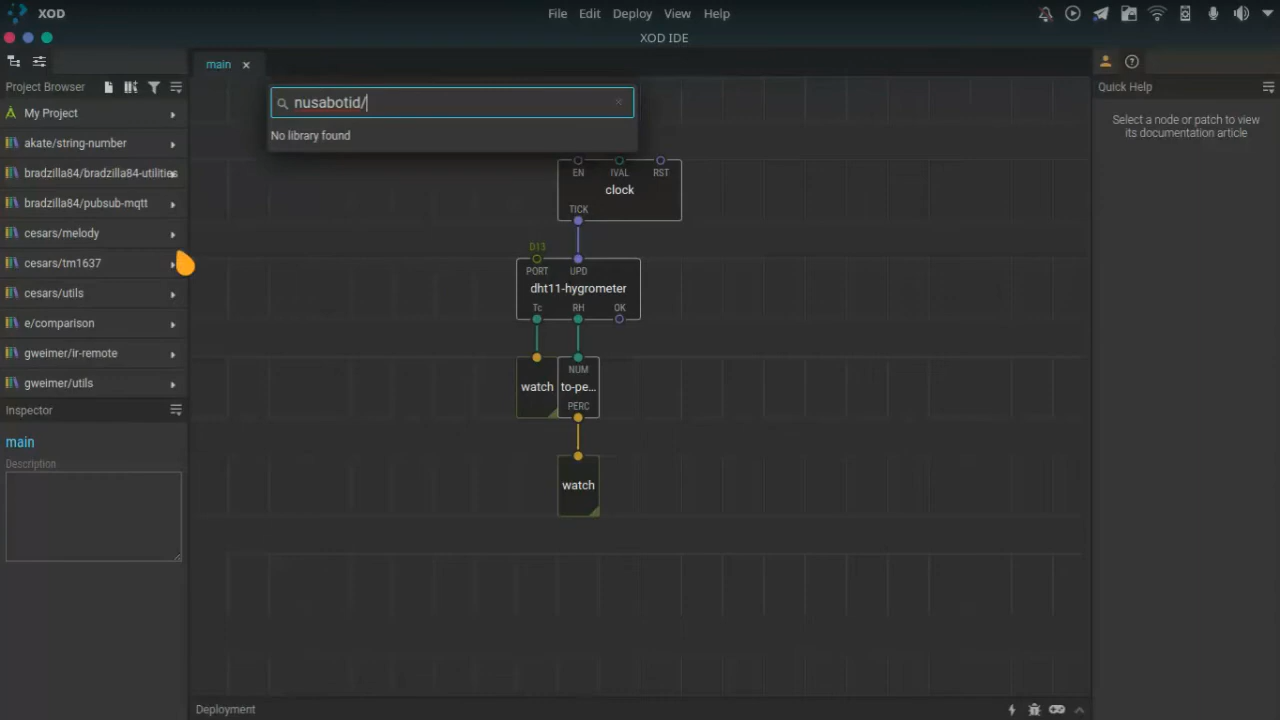 XOD
File Edit Deploy View Help
XOD IDE
main
Project Browser
My Project
akate/string-number
bradzilla84/bradzilla84-utilities
bradzilla84/pubsub-mqtt
cesars/melody
cesars/tm1637
cesars/utils
e/comparison
gweimer/ir-remote
gweimer/utils
Inspector
main
Description
nusabotid/
No library found
EN IVAL RST
clock
TICK
D13
PORT UPD
dht11-hygrometer
Tc RH OK
watch
NUM
to-pe...
PERC
watch
Quick Help
Select a node or patch to view
its documentation article
Deployment